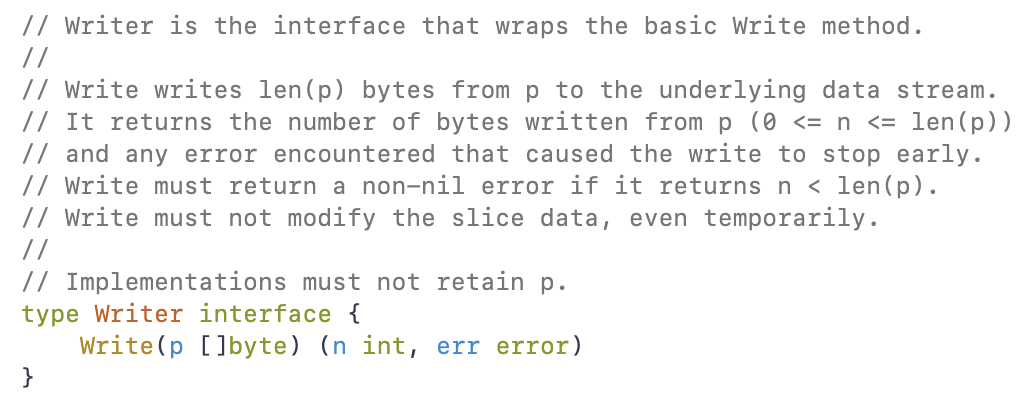 // Writer is the interface that wraps the basic Write method.
//
// Write writes len(p) bytes from p to the underlying data stream.
// It returns the number of bytes written from p (0 <= n <= len(p))
// and any error encountered that caused the write to stop early.
// Write must return a non-nil error if it returns n < len(p).
// Write must not modify the slice data, even temporarily.
//
// Implementations must not retain p.
type Writer interface {
    Write(p []byte) (n int, err error)
}